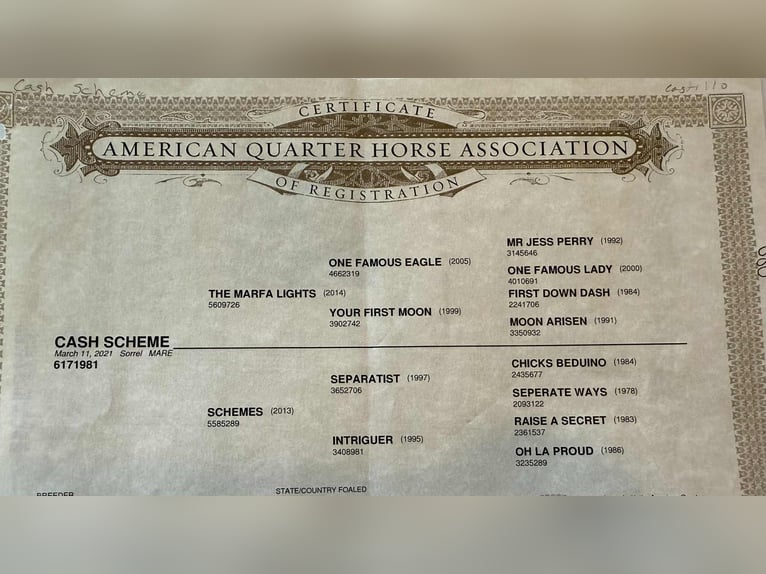 Cash Scheme
Castillo
CERTIFICATE
AMERICAN QUARTER HORSE ASSOCIATION
OF REGISTRATION
MR JESS PERRY (1992)
3145646
ONE FAMOUS EAGLE (2005)
4662319
ONE FAMOUS LADY (2000)
4010691
THE MARFA LIGHTS (2014)
5609726
FIRST DOWN DASH (1984)
2241706
YOUR FIRST MOON (1999)
3902742
MOON ARISEN (1991)
3350932
CASH SCHEME
March 11, 2021 Sorrel MARE
6171981
CHICKS BEDUINO (1984)
2435677
SEPARATIST (1997)
3652706
SEPERATE WAYS (1978)
2093122
SCHEMES (2013)
5585289
RAISE A SECRET (1983)
2361537
INTRIGUER (1995)
3408981
OH LA PROUD (1986)
3235289
BREEDER
STATE/COUNTRY FOALED